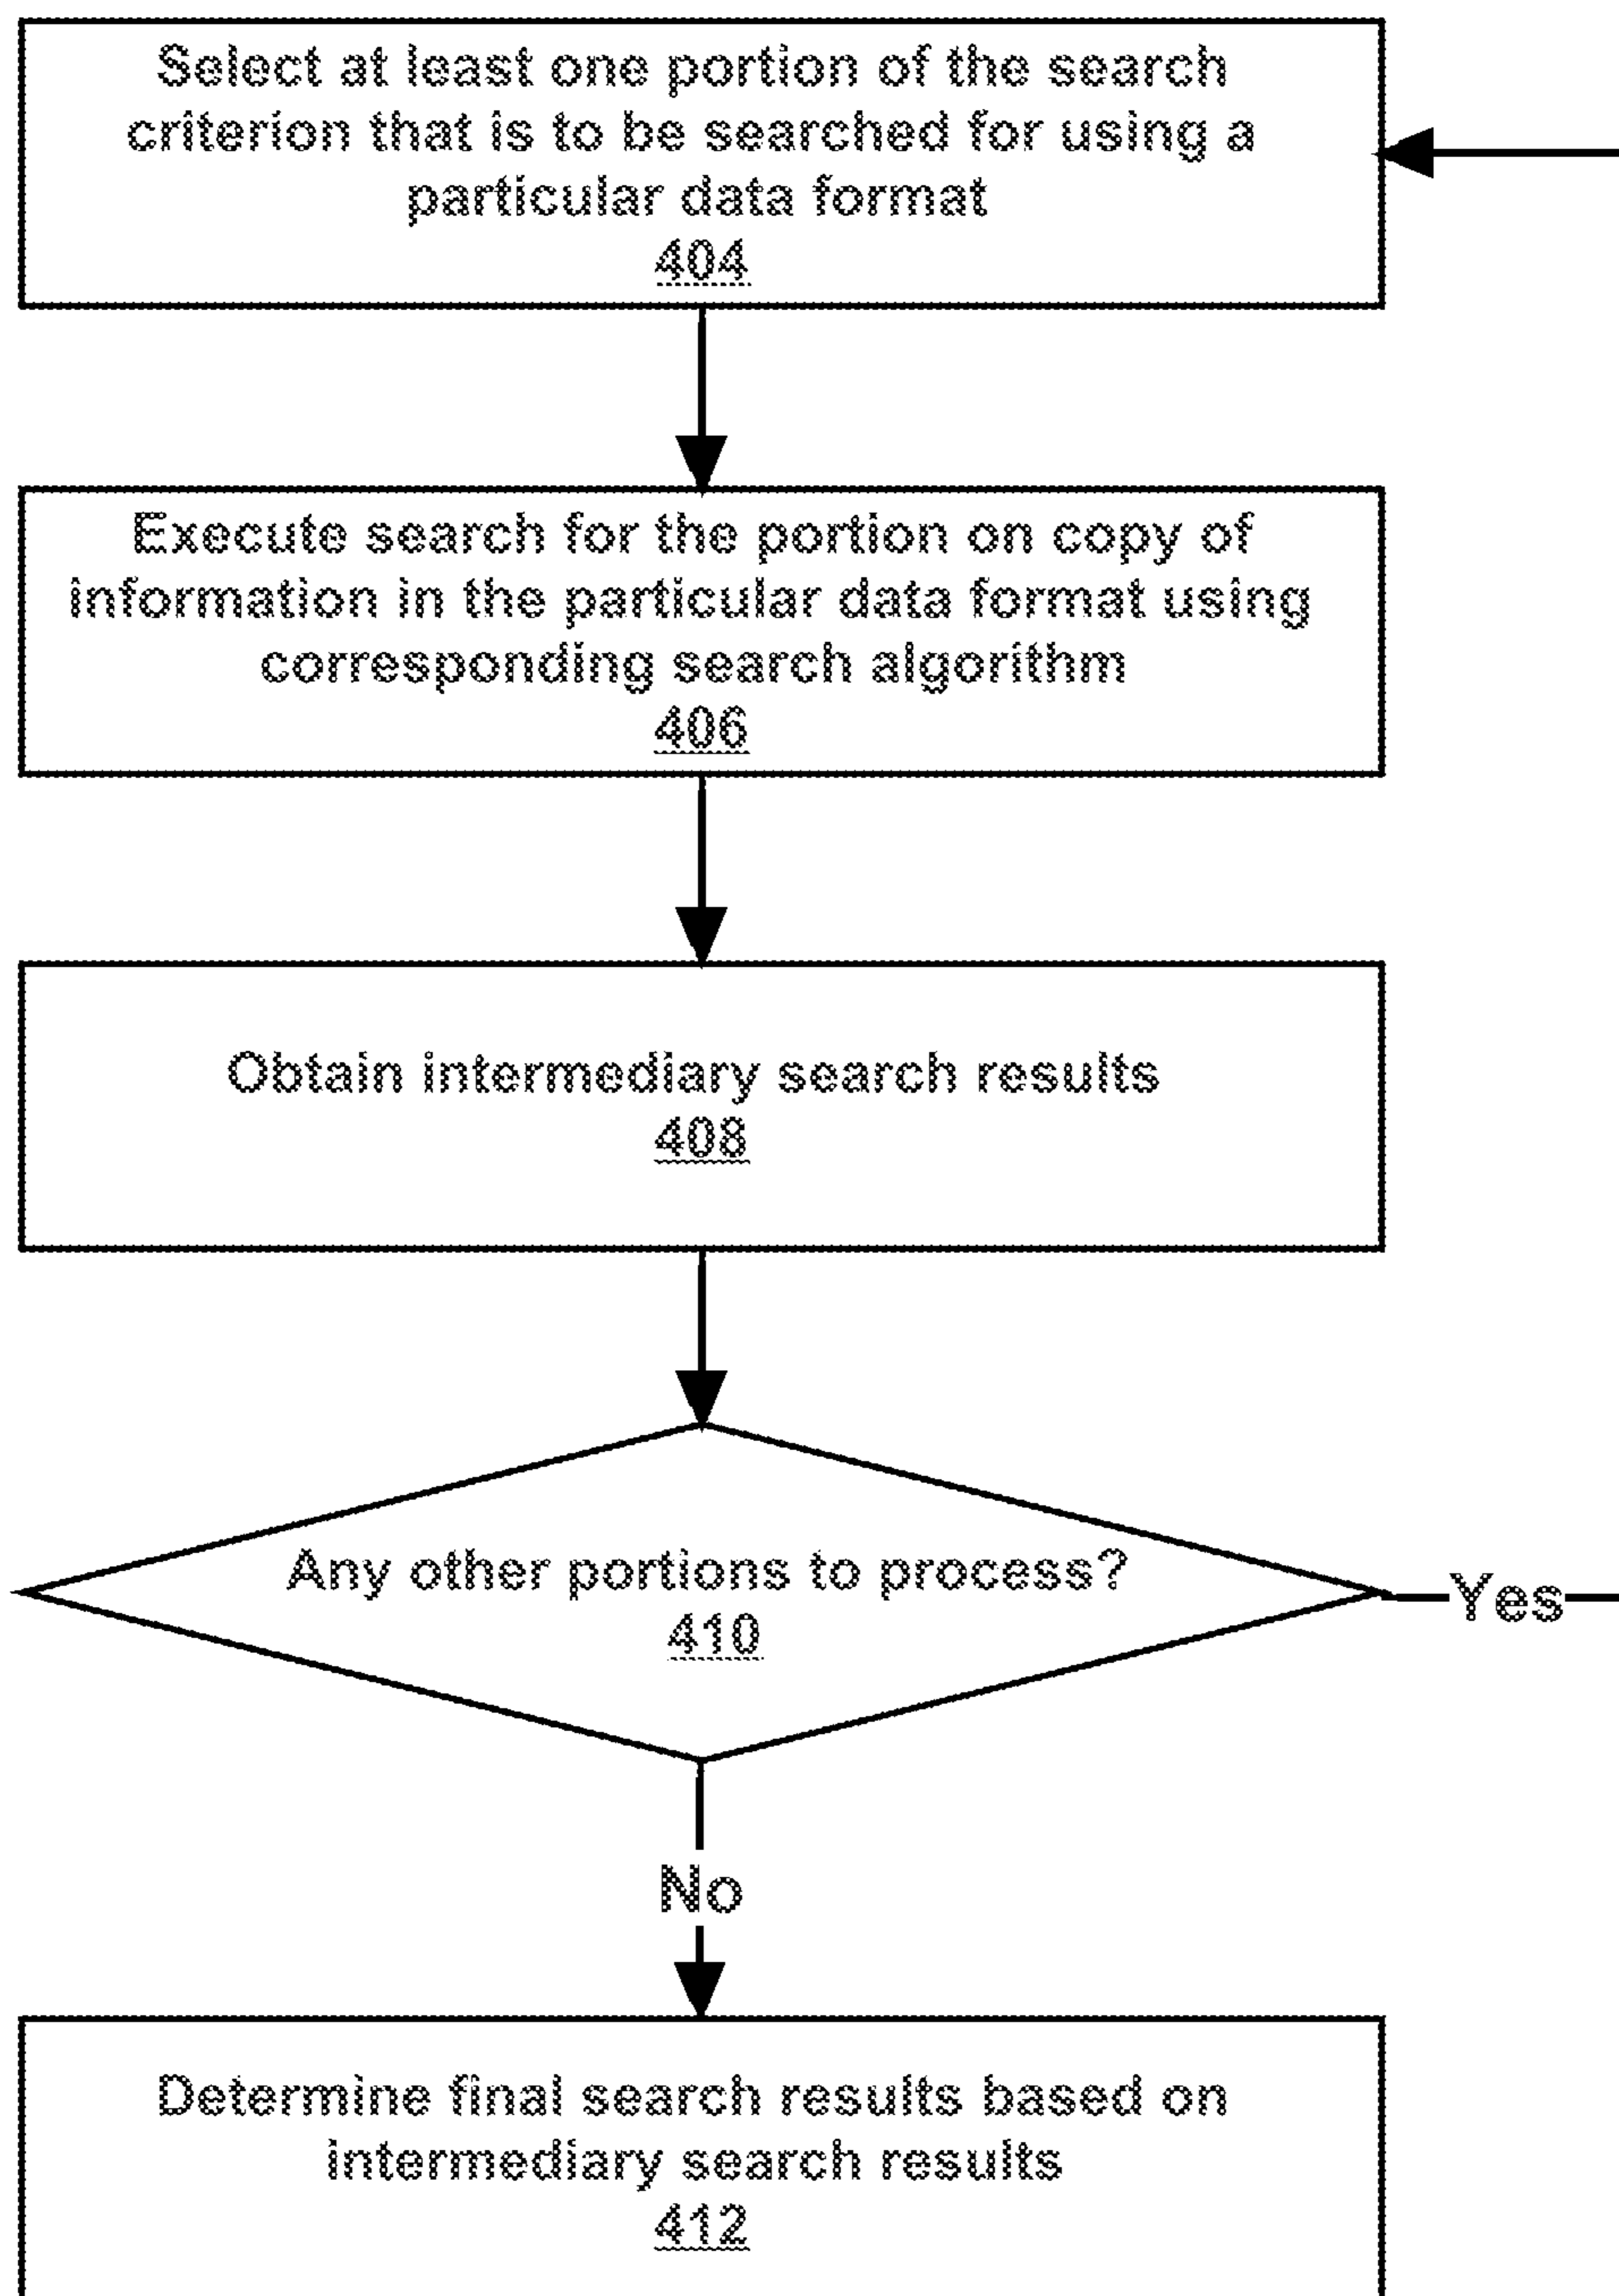 Select at least one portion of the search
criterion that is to be searched for using a
particular data format
404
Execute search for the portion on copy of
information in the particular data format using
corresponding search algorithm
406
Obtain intermediary search results
408
Any other portions to process?
410
Yes
No
Determine final search results based on
intermediary search results
412